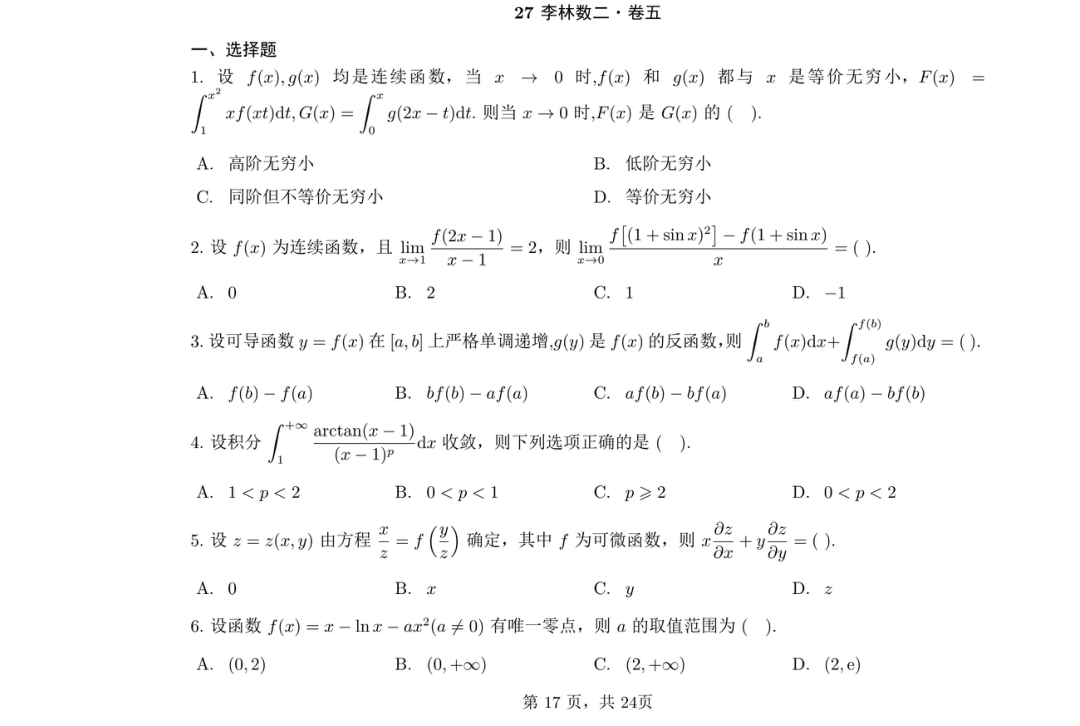 27 李林数二·卷五
一、选择题
1. 设 f(x), g(x) 均是连续函数，当 x → 0 时,f(x) 和 g(x) 都与 x 是等价无穷小，F(x) =
∫_1^{x^2} xf(xt)dt, G(x) = ∫_0^x g(2x − t)dt. 则当 x → 0 时,F(x) 是 G(x) 的 ( ).
A. 高阶无穷小 B. 低阶无穷小
C. 同阶但不等价无穷小 D. 等价无穷小
2. 设 f(x) 为连续函数，且 lim_{x→1} \frac{f(2x − 1)}{x − 1} = 2，则 lim_{x→0} \frac{f[(1 + sin x)^2] − f(1 + sin x)}{x} = ( ).
A. 0 B. 2 C. 1 D. −1
3. 设可导函数 y = f(x) 在 [a, b] 上严格单调递增,g(y) 是 f(x) 的反函数,则 ∫_a^b f(x)dx+∫_{f(a)}^{f(b)} g(y)dy = ( ).
A. f(b) − f(a) B. bf(b) − af(a) C. af(b) − bf(a) D. af(a) − bf(b)
4. 设积分 ∫_1^{+∞} \frac{arctan(x − 1)}{(x − 1)^p} dx 收敛，则下列选项正确的是 ( ).
A. 1 < p < 2 B. 0 < p < 1 C. p ⩾ 2 D. 0 < p < 2
5. 设 z = z(x, y) 由方程 \frac{x}{z} = f(\frac{y}{z}) 确定，其中 f 为可微函数，则 x\frac{∂z}{∂x} + y\frac{∂z}{∂y} = ( ).
A. 0 B. x C. y D. z
6. 设函数 f(x) = x − ln x − ax^2(a ≠ 0) 有唯一零点，则 a 的取值范围为 ( ).
A. (0, 2) B. (0, +∞) C. (2, +∞) D. (2, e)
第 17 页，共 24页